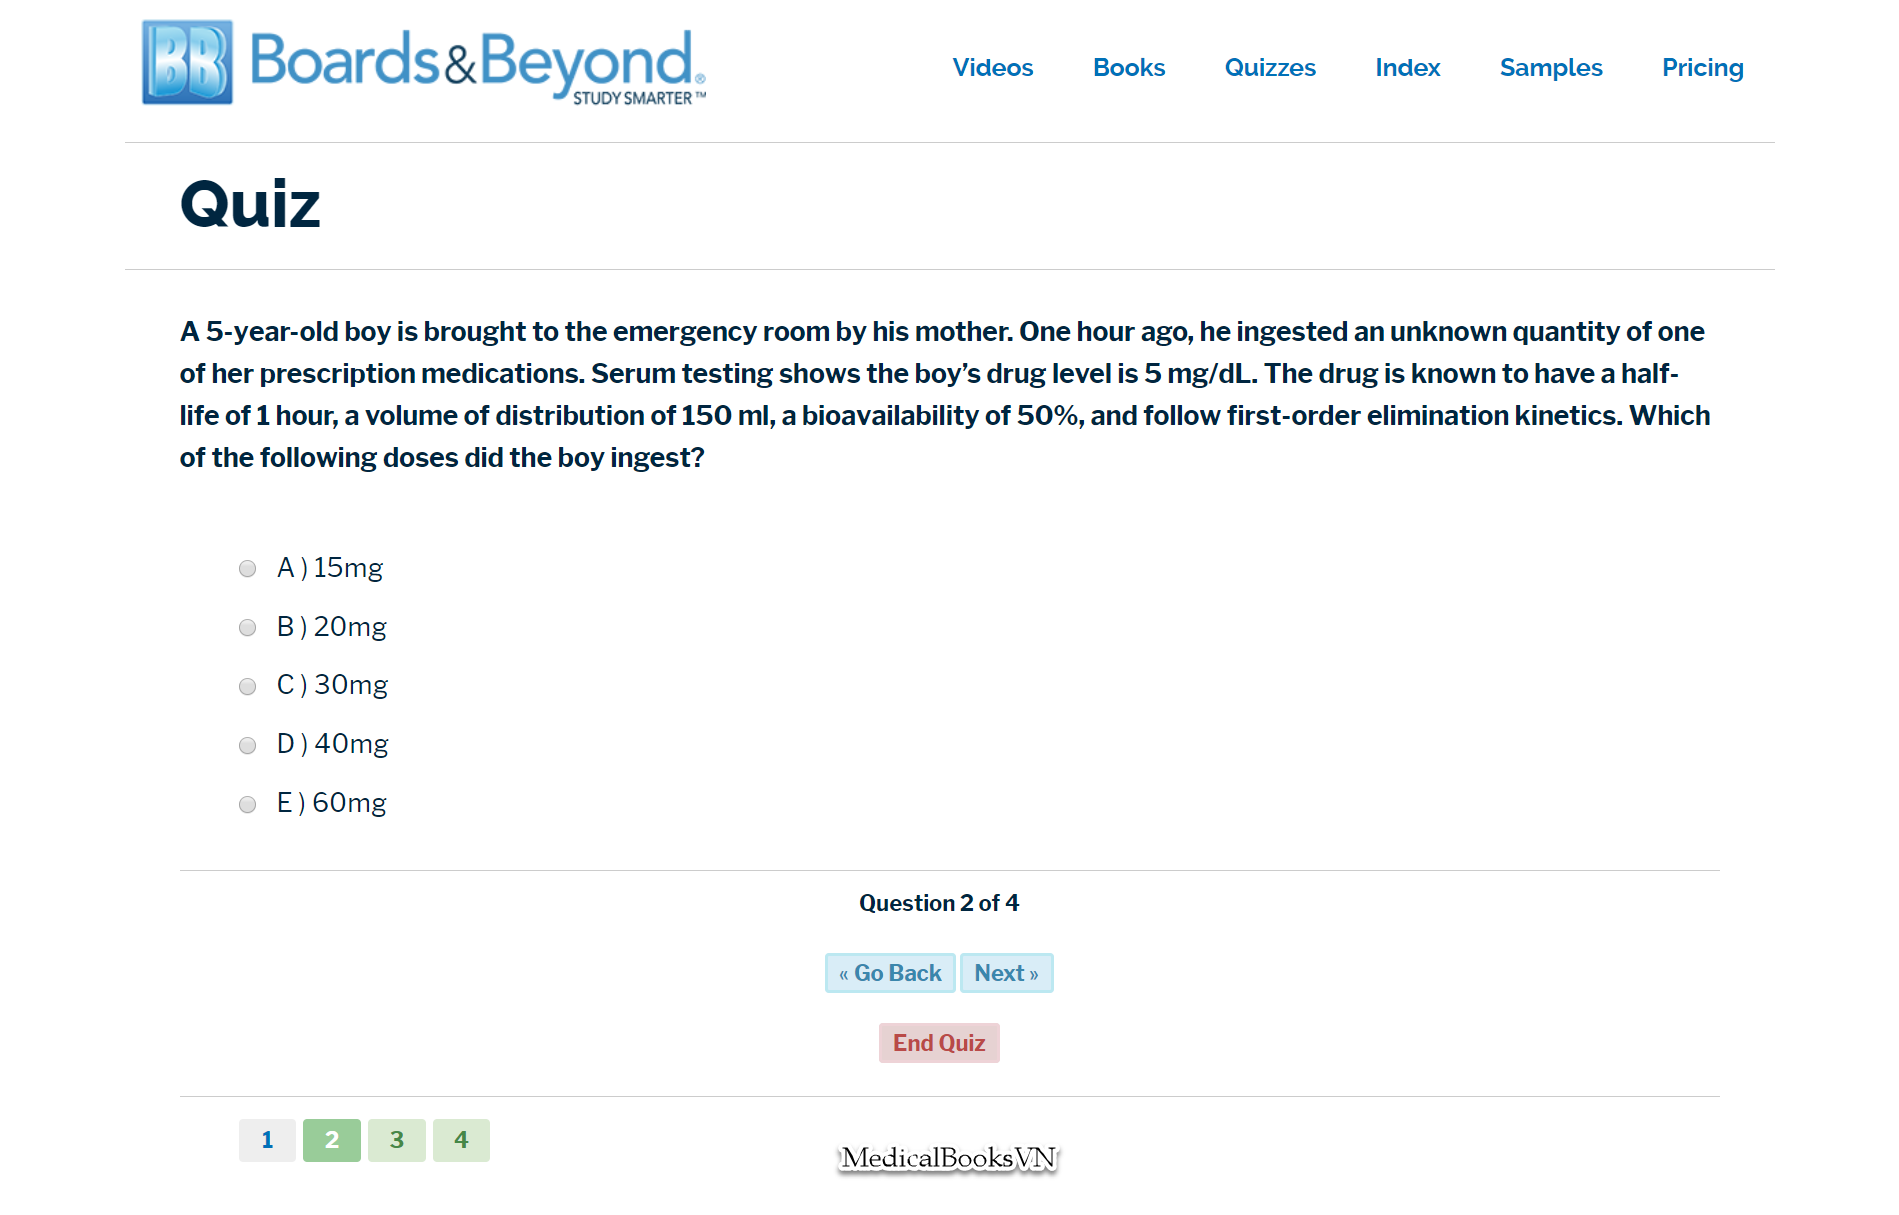 BB Boards&Beyond®
STUDY SMARTER™
Videos Books Quizzes Index Samples Pricing
Quiz
A 5-year-old boy is brought to the emergency room by his mother. One hour ago, he ingested an unknown quantity of one
of her prescription medications. Serum testing shows the boy’s drug level is 5 mg/dL. The drug is known to have a half-
life of 1 hour, a volume of distribution of 150 ml, a bioavailability of 50%, and follow first-order elimination kinetics. Which
of the following doses did the boy ingest?
A ) 15mg
B ) 20mg
C ) 30mg
D ) 40mg
E ) 60mg
Question 2 of 4
« Go Back Next »
End Quiz
1 2 3 4
MedicalBooksVN